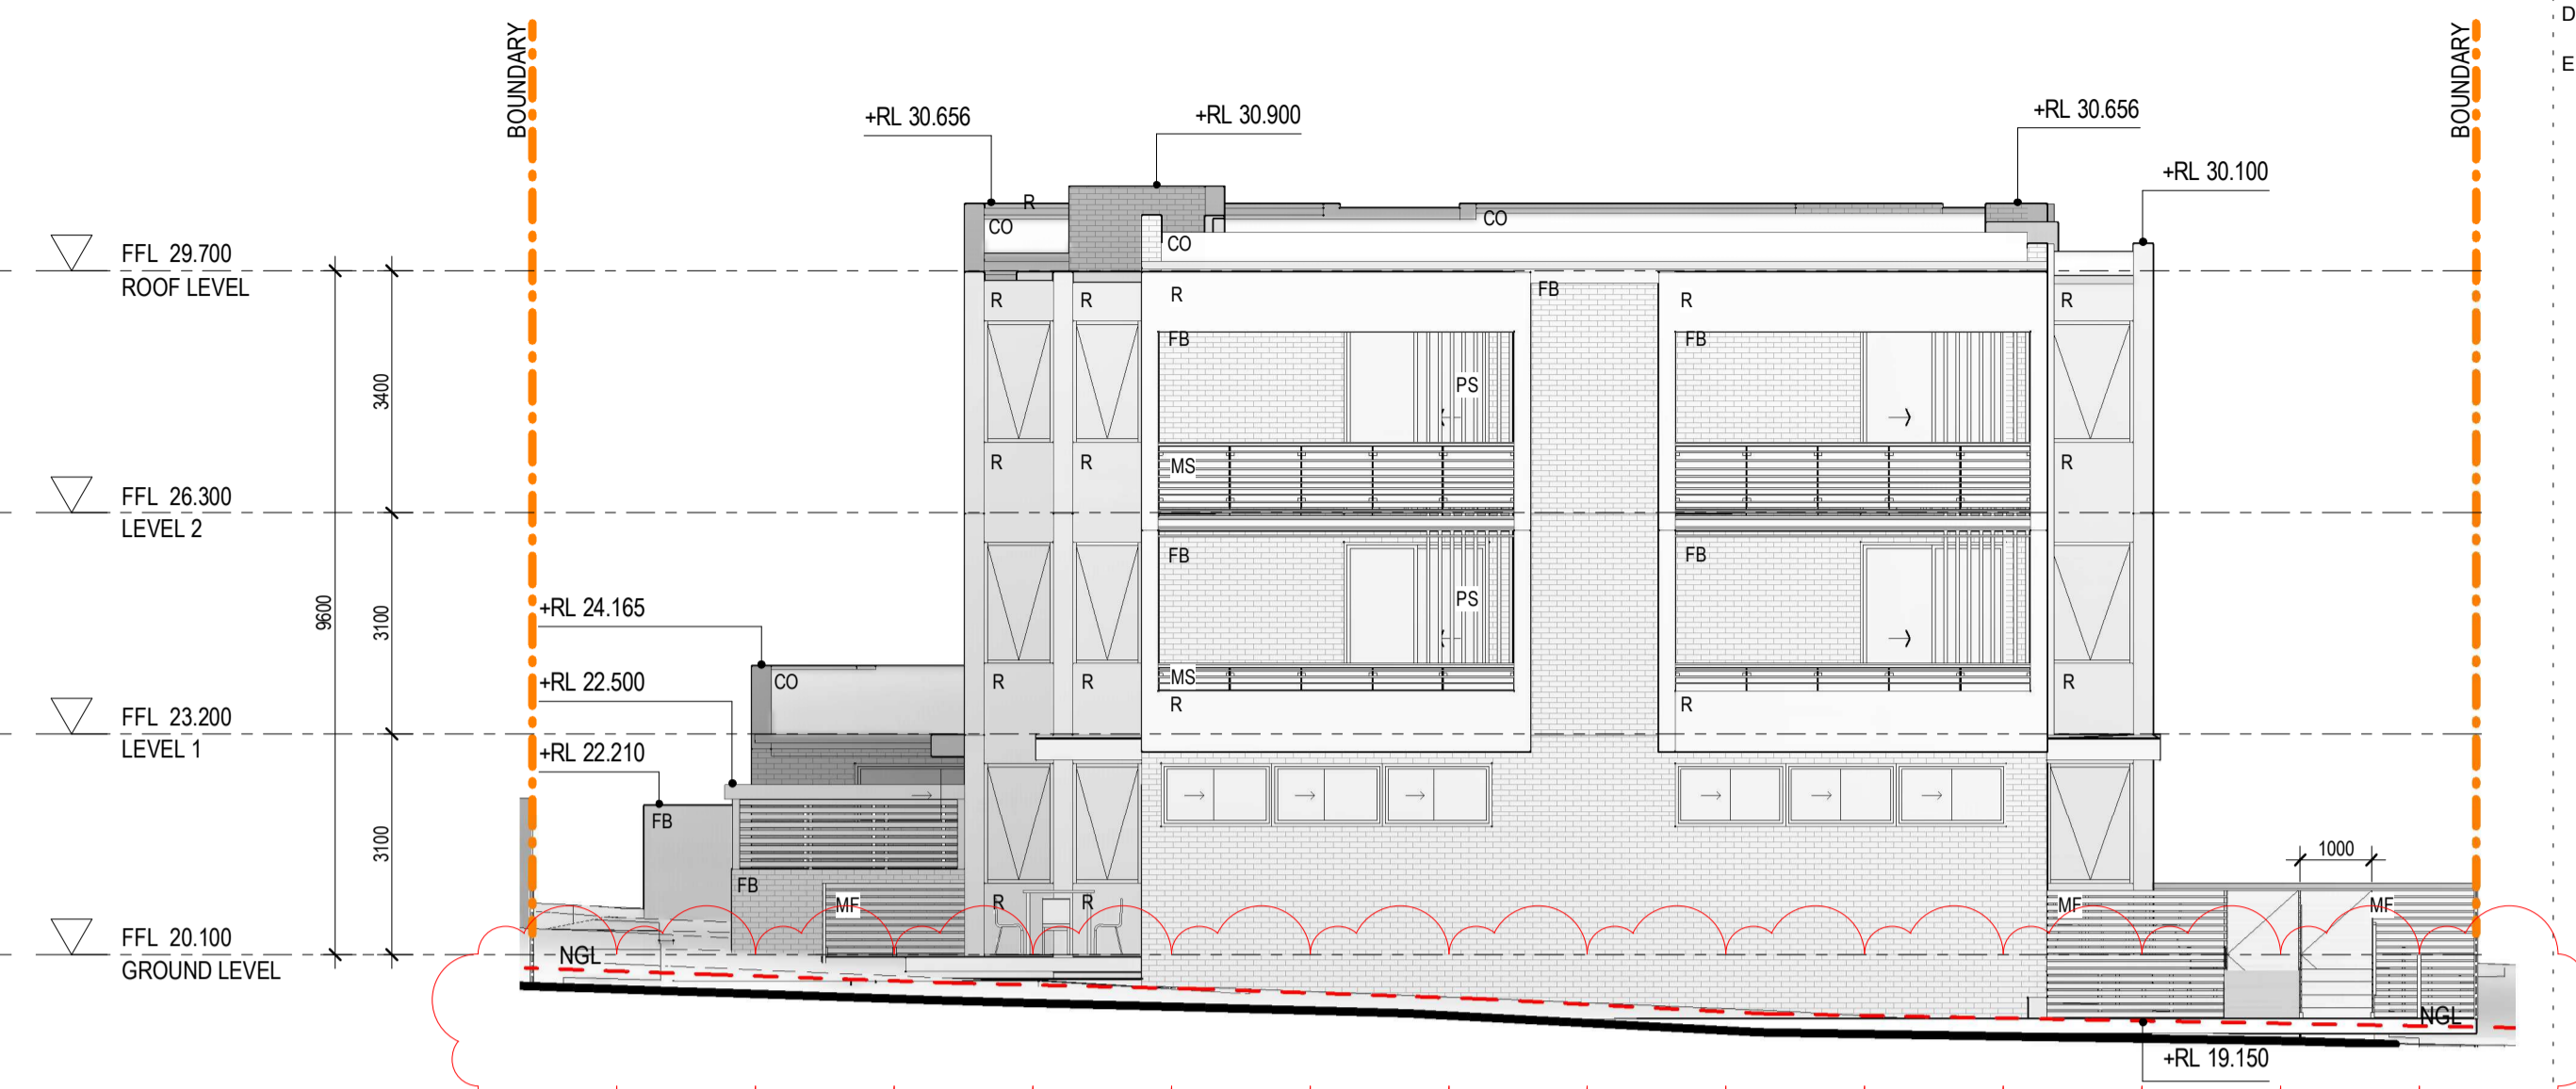 D
E
BOUNDARY
BOUNDARY
+RL 30.656
+RL 30.900
+RL 30.656
+RL 30.100
R
CO
CO
CO
FFL 29.700
ROOF LEVEL
R
R
R
FB
R
R
FB
FB
3400
PS
R
R
MS
R
FFL 26.300
LEVEL 2
FB
FB
9600
3100
+RL 24.165
PS
+RL 22.500
CO
R
R
MS
R
R
R
FFL 23.200
LEVEL 1
+RL 22.210
FB
3100
1000
FB
MF
R
R
MF
MF
FFL 20.100
GROUND LEVEL
NGL
NGL
+RL 19.150